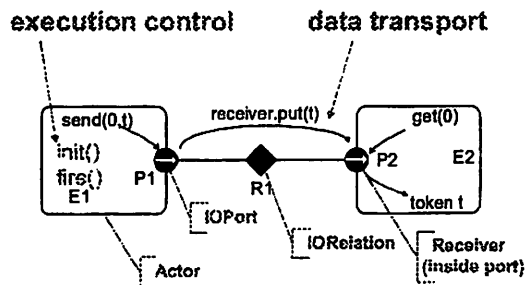 execution control
data transport
send(0,t)
receiver.put(t)
get(0)
init()
P2
E2
fire()
P1
E1
R1
token t
IOPort
IORelation
Receiver
(inside port)
Actor